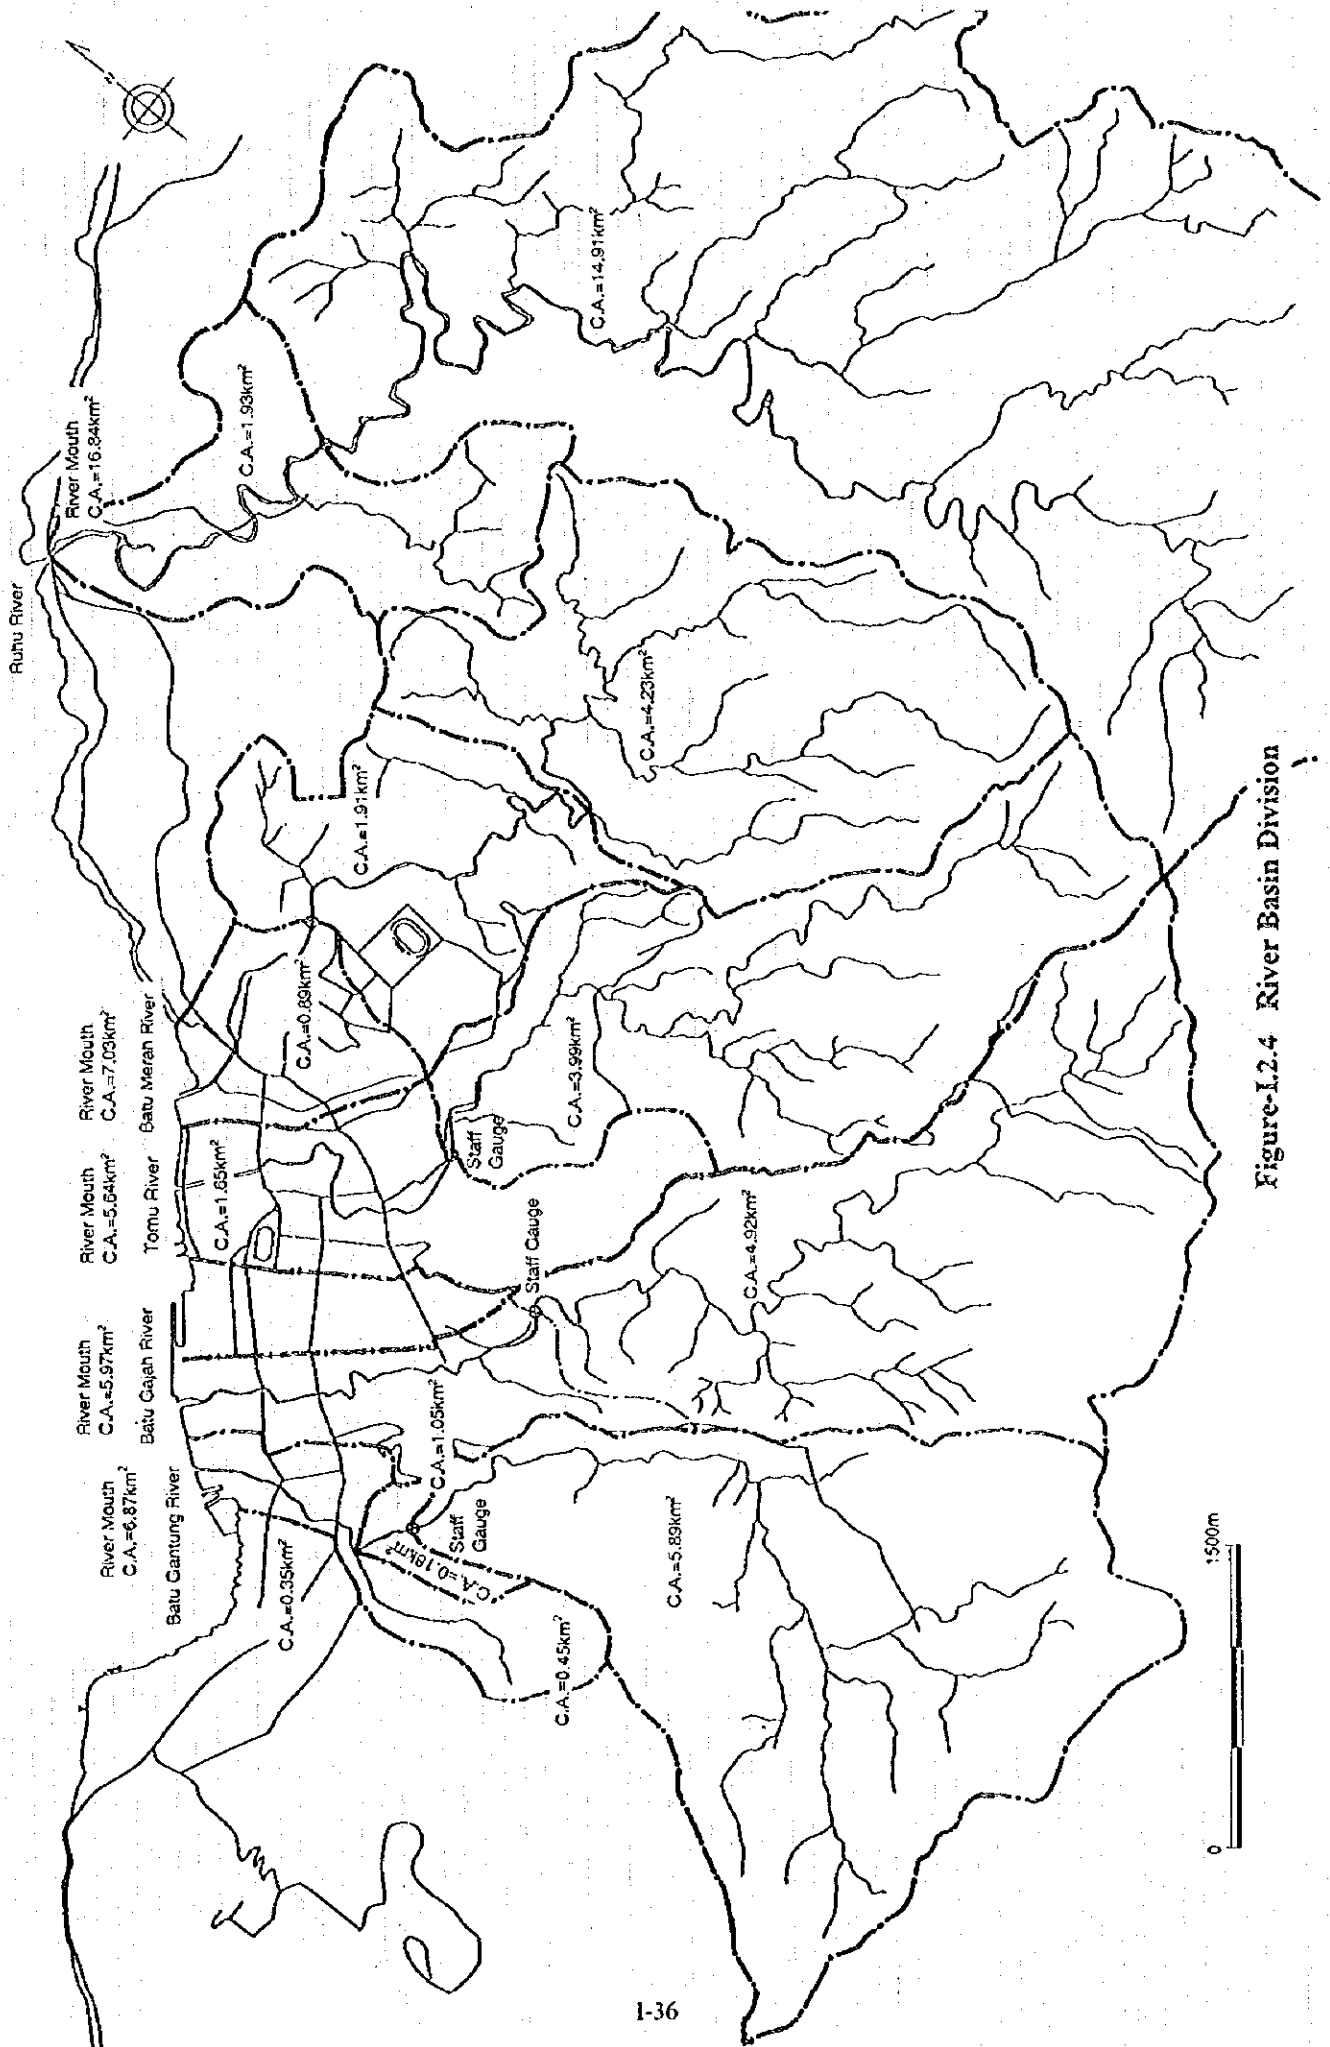 Ruhu River
River Mouth
C.A.=16.84km²
C.A.=1.93km²
C.A.=14.91km²
River Mouth
C.A.=7.03km²
Batu Meran River
C.A.=1.91km²
C.A.=4.23km²
C.A.=0.89km²
River Mouth
C.A.=5.64km²
Tomu River
C.A.=1.65km²
C.A.=3.99km²
Staff
Gauge
River Mouth
C.A.=5.97km²
Batu Gajah River
Staff Gauge
C.A.=4.92km²
C.A.=1.05km²
River Mouth
C.A.=6.87km²
Batu Gantung River
C.A.=0.35km²
Staff
Gauge
C.A.=0.18km²
C.A.=0.45km²
C.A.=5.89km²
0
1500m
Figure-I.2.4 River Basin Division
I-36